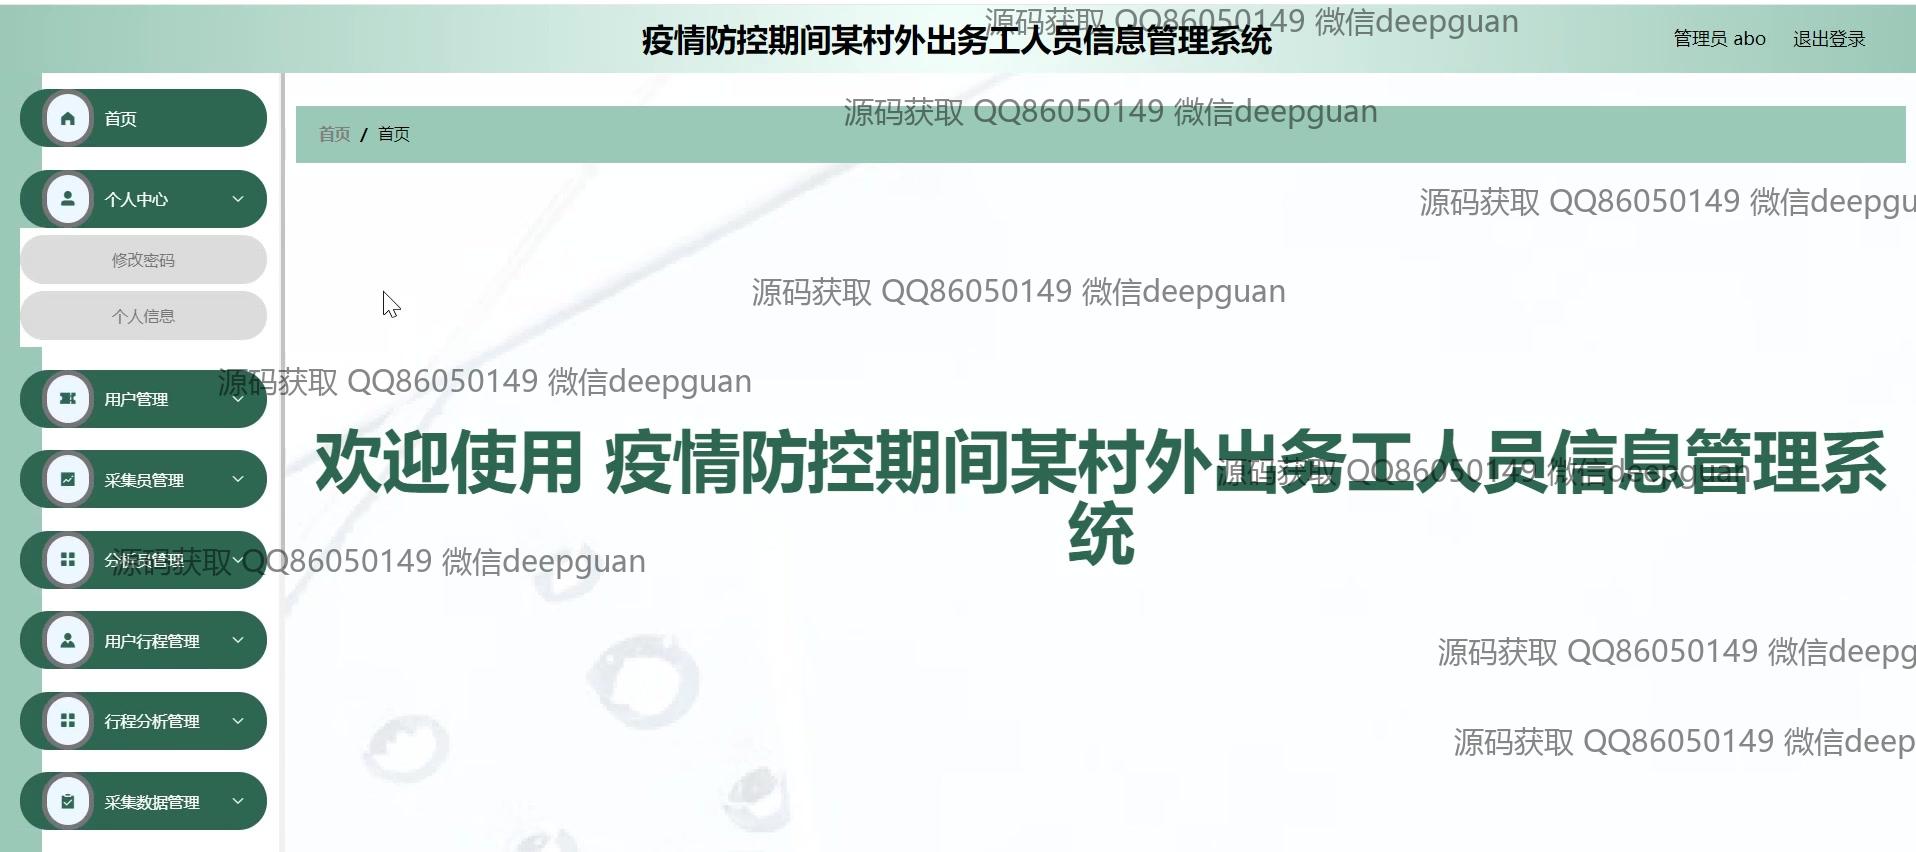 源码获取 QQ86050149 微信deepguan
疫情防控期间某村外出务工人员信息管理系统
管理员 abo 退出登录
首页
源码获取 QQ86050149 微信deepguan
首页 / 首页
个人中心
源码获取 QQ86050149 微信deepgu
修改密码
源码获取 QQ86050149 微信deepguan
个人信息
源码获取 QQ86050149 微信deepguan
用户管理
欢迎使用 疫情防控期间某村外出务工人员信息管理系
统
源码获取 QQ86050149 微信deepguan
采集员管理
分析员管理
源码获取 QQ86050149 微信deepguan
用户行程管理
源码获取 QQ86050149 微信deepg
行程分析管理
源码获取 QQ86050149 微信deep
采集数据管理